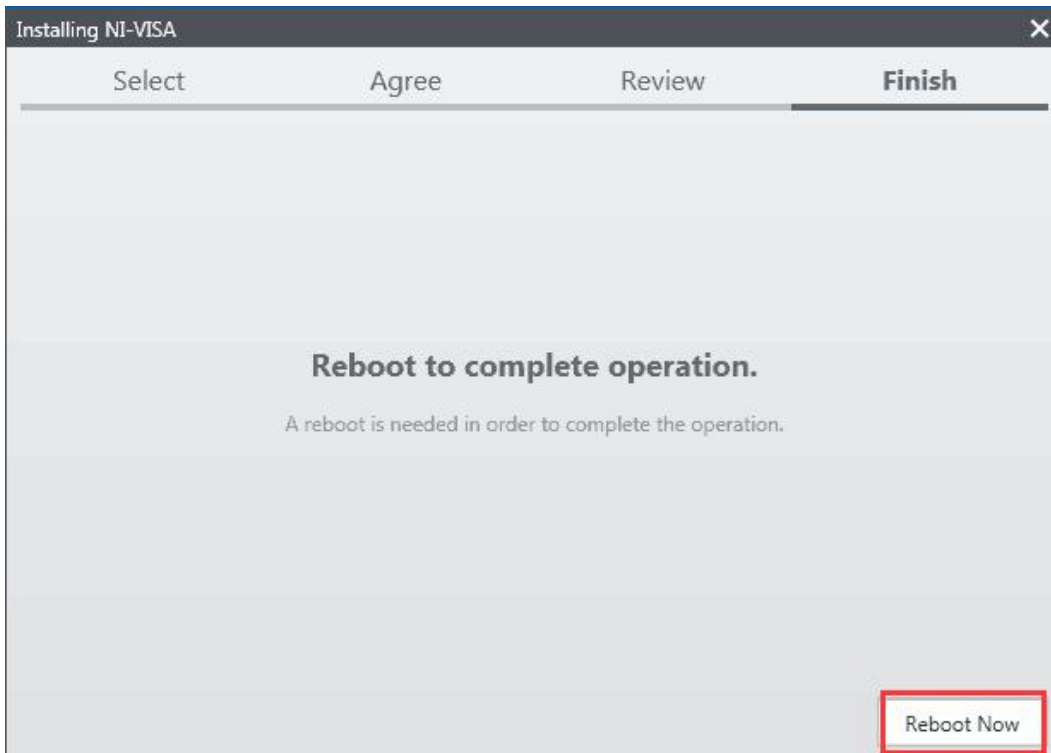 Installing NI-VISA
Select Agree Review Finish
Reboot to complete operation.
A reboot is needed in order to complete the operation.
Reboot Now